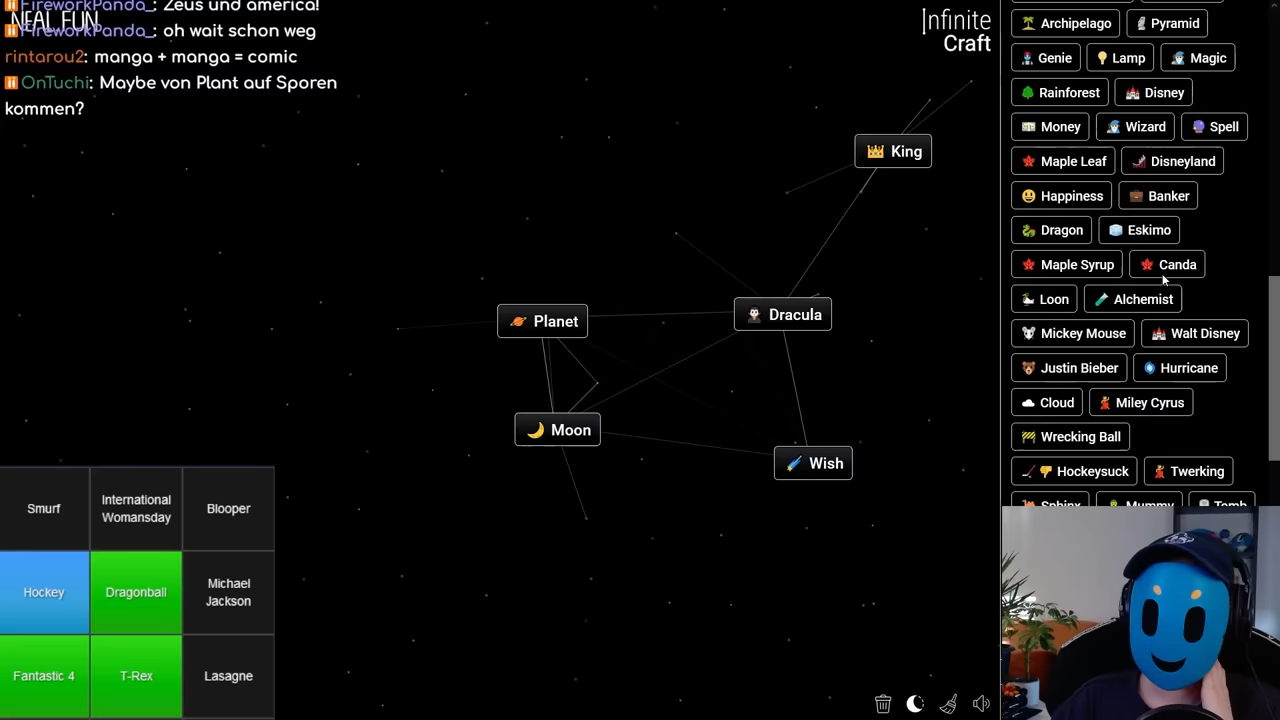 FireworkPanda_: Zeus und america!
NEAL.FUN
FireworkPanda_: oh wait schon weg
rintarou2: manga + manga = comic
OnTuchi: Maybe von Plant auf Sporen
kommen?
Infinite
Craft
King
Planet
Dracula
Moon
Wish
Archipelago
Pyramid
Genie
Lamp
Magic
Rainforest
Disney
Money
Wizard
Spell
Maple Leaf
Disneyland
Happiness
Banker
Dragon
Eskimo
Maple Syrup
Canda
Loon
Alchemist
Mickey Mouse
Walt Disney
Justin Bieber
Hurricane
Cloud
Miley Cyrus
Wrecking Ball
Hockeysuck
Twerking
Sphinx
Mummy
Tomb
Smurf
International
Womansday
Blooper
Hockey
Dragonball
Michael
Jackson
Fantastic 4
T-Rex
Lasagne